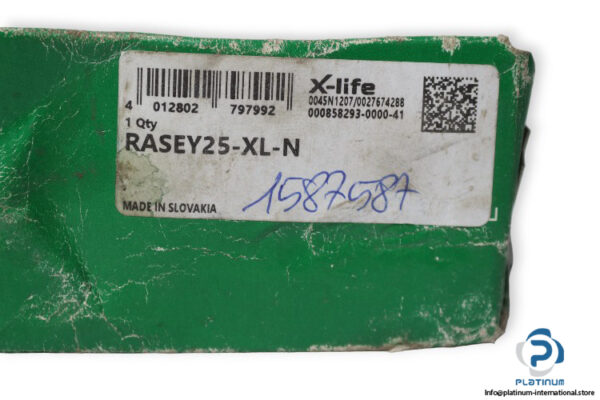 X-life
0045N1207/0027674288
000858293-0000-41
4 012802 797992
1 Qty
RASEY25-XL-N
1587587
MADE IN SLOVAKIA
PLATINUM
Info@platinum-international.store